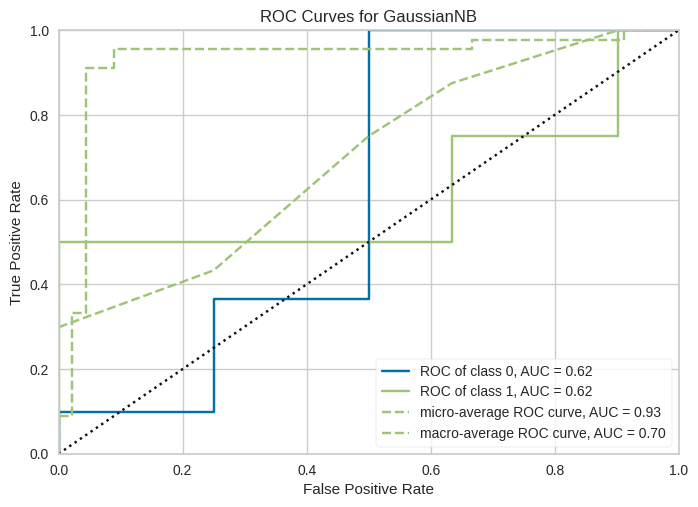 ROC Curves for GaussianNB
1.0
0.8
0.6
0.4
0.2
0.0
True Positive Rate
ROC of class 0, AUC = 0.62
ROC of class 1, AUC = 0.62
micro-average ROC curve, AUC = 0.93
macro-average ROC curve, AUC = 0.70
0.0 0.2 0.4 0.6 0.8 1.0
False Positive Rate